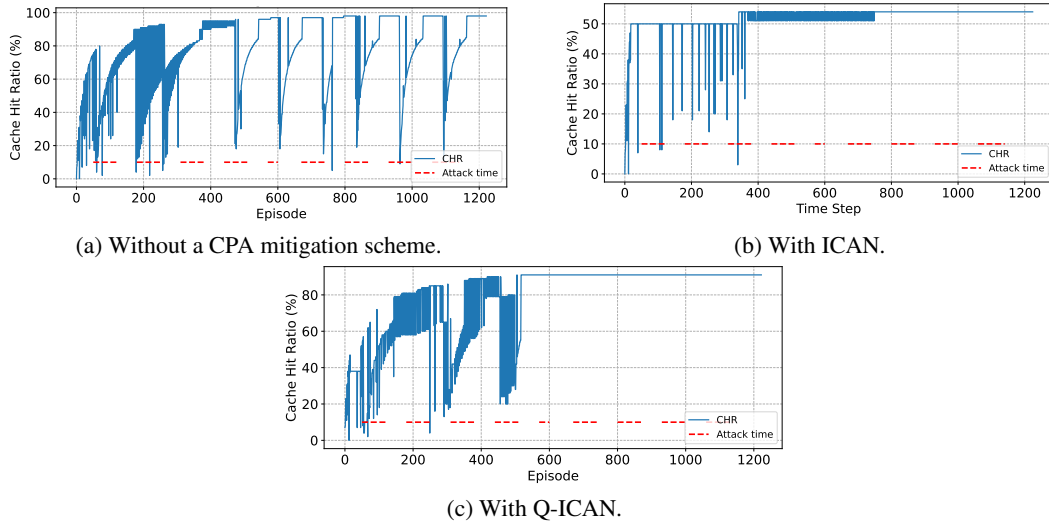 100
80
60
40
20
0
Cache Hit Ratio (%)
0 200 400 600 800 1000 1200
Episode
CHR
Attack time
(a) Without a CPA mitigation scheme.
50
40
30
20
10
0
Cache Hit Ratio (%)
0 200 400 600 800 1000 1200
Time Step
CHR
Attack time
(b) With ICAN.
80
60
40
20
0
Cache Hit Ratio (%)
0 200 400 600 800 1000 1200
Episode
CHR
Attack time
(c) With Q-ICAN.